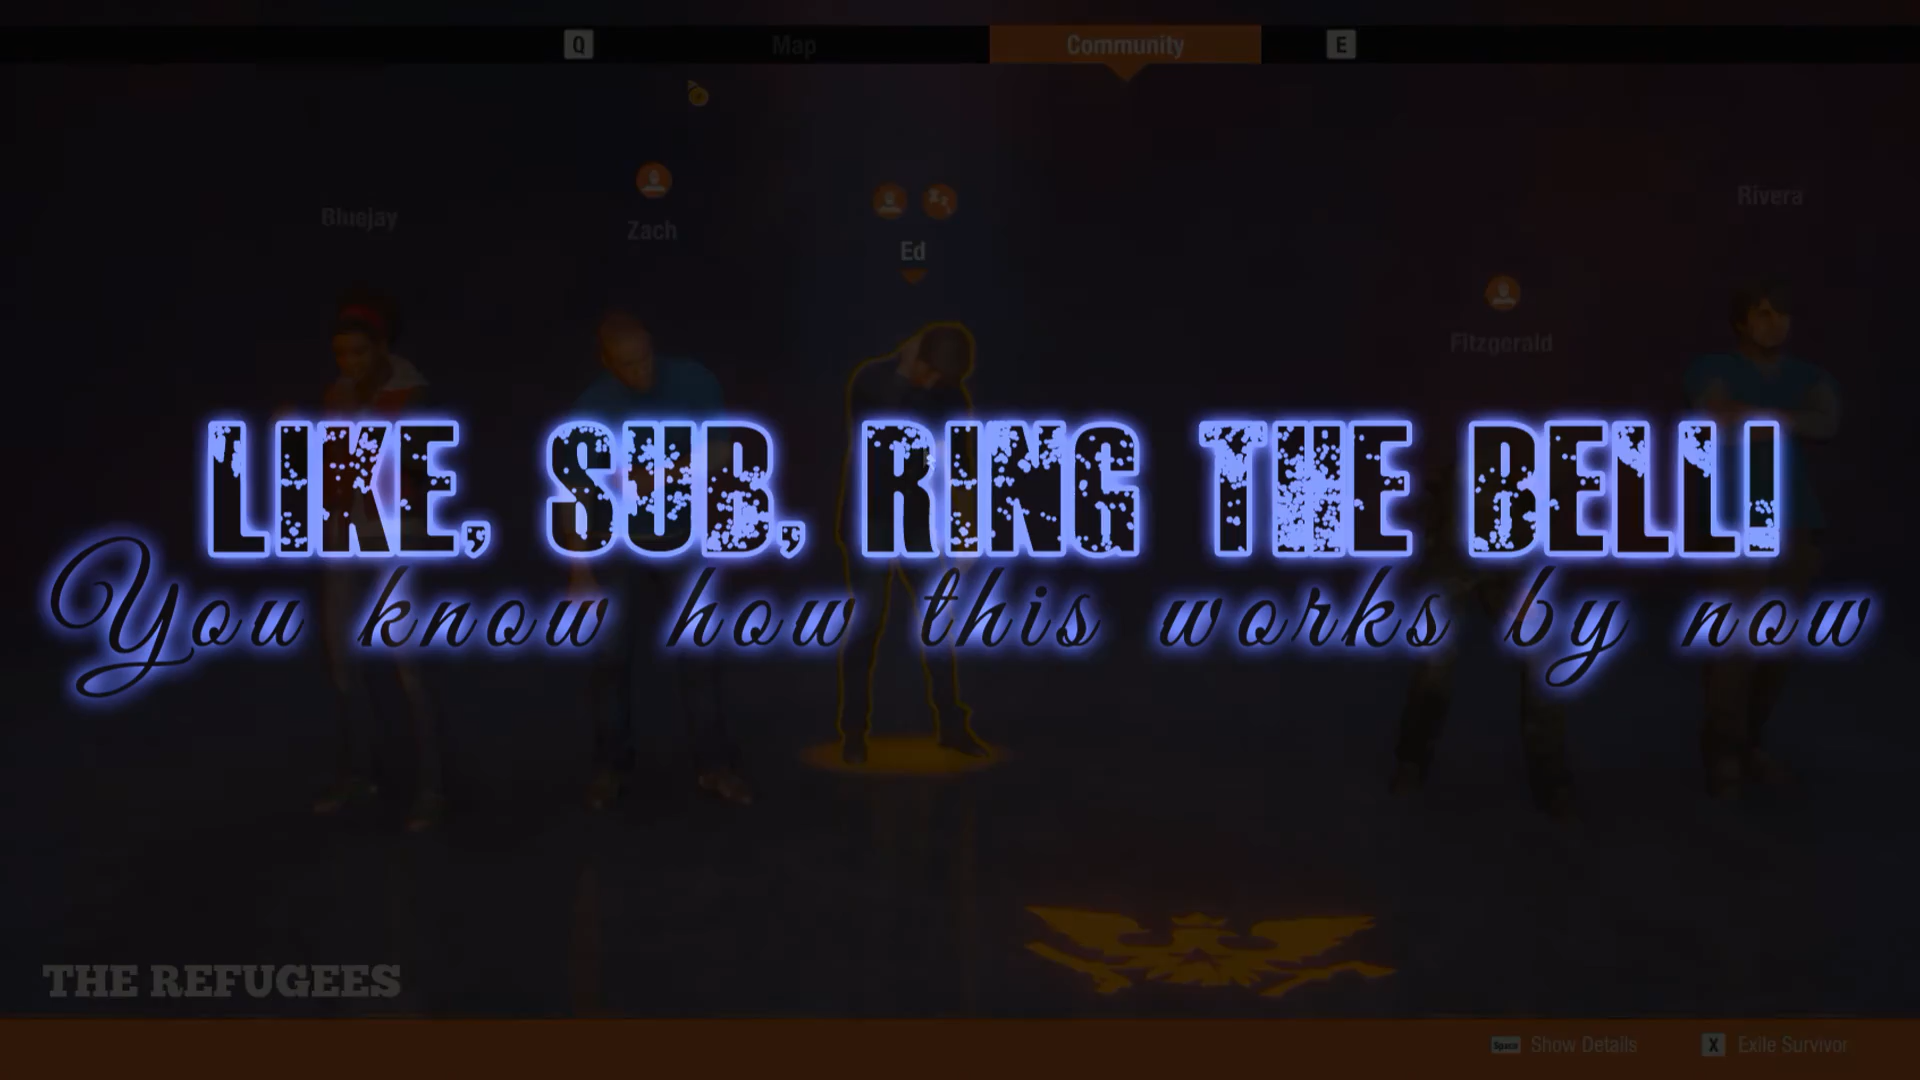 Q Map Community E
Rivera
Bluejay
Zach
Ed
Fitzgerald
LIKE, SUB, RING THE BELL!
You know how this works by now
THE REFUGEES
Space Show Details X Exile Survivor